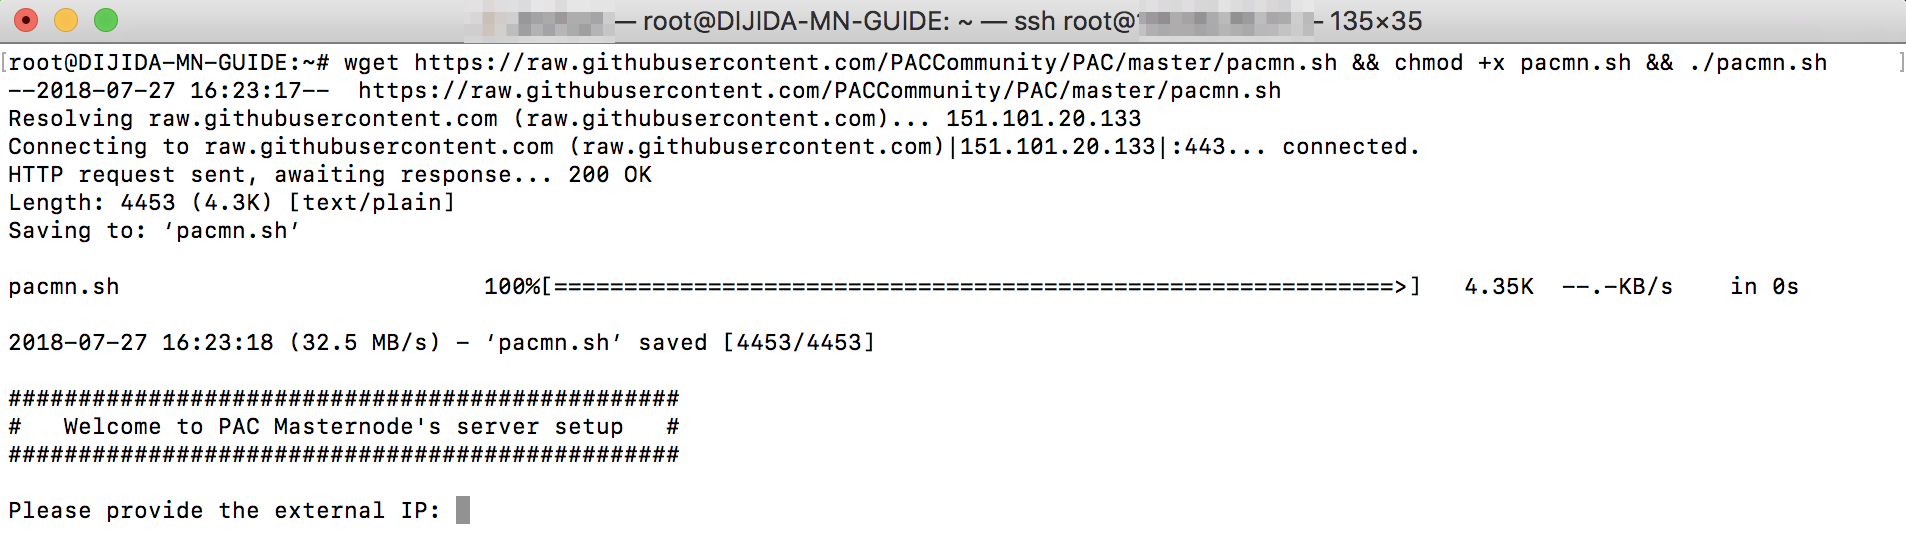 — root@DIJIDA-MN-GUIDE: ~ — ssh root@ — 135×35
[root@DIJIDA-MN-GUIDE:~# wget https://raw.githubusercontent.com/PACCommunity/PAC/master/pacmn.sh && chmod +x pacmn.sh && ./pacmn.sh ]
--2018-07-27 16:23:17--  https://raw.githubusercontent.com/PACCommunity/PAC/master/pacmn.sh
Resolving raw.githubusercontent.com (raw.githubusercontent.com)... 151.101.20.133
Connecting to raw.githubusercontent.com (raw.githubusercontent.com)|151.101.20.133|:443... connected.
HTTP request sent, awaiting response... 200 OK
Length: 4453 (4.3K) [text/plain]
Saving to: ‘pacmn.sh’
pacmn.sh 100%[============================================================>] 4.35K --.-KB/s in 0s
2018-07-27 16:23:18 (32.5 MB/s) - ‘pacmn.sh’ saved [4453/4453]
################################################
#   Welcome to PAC Masternode's server setup   #
################################################
Please provide the external IP: